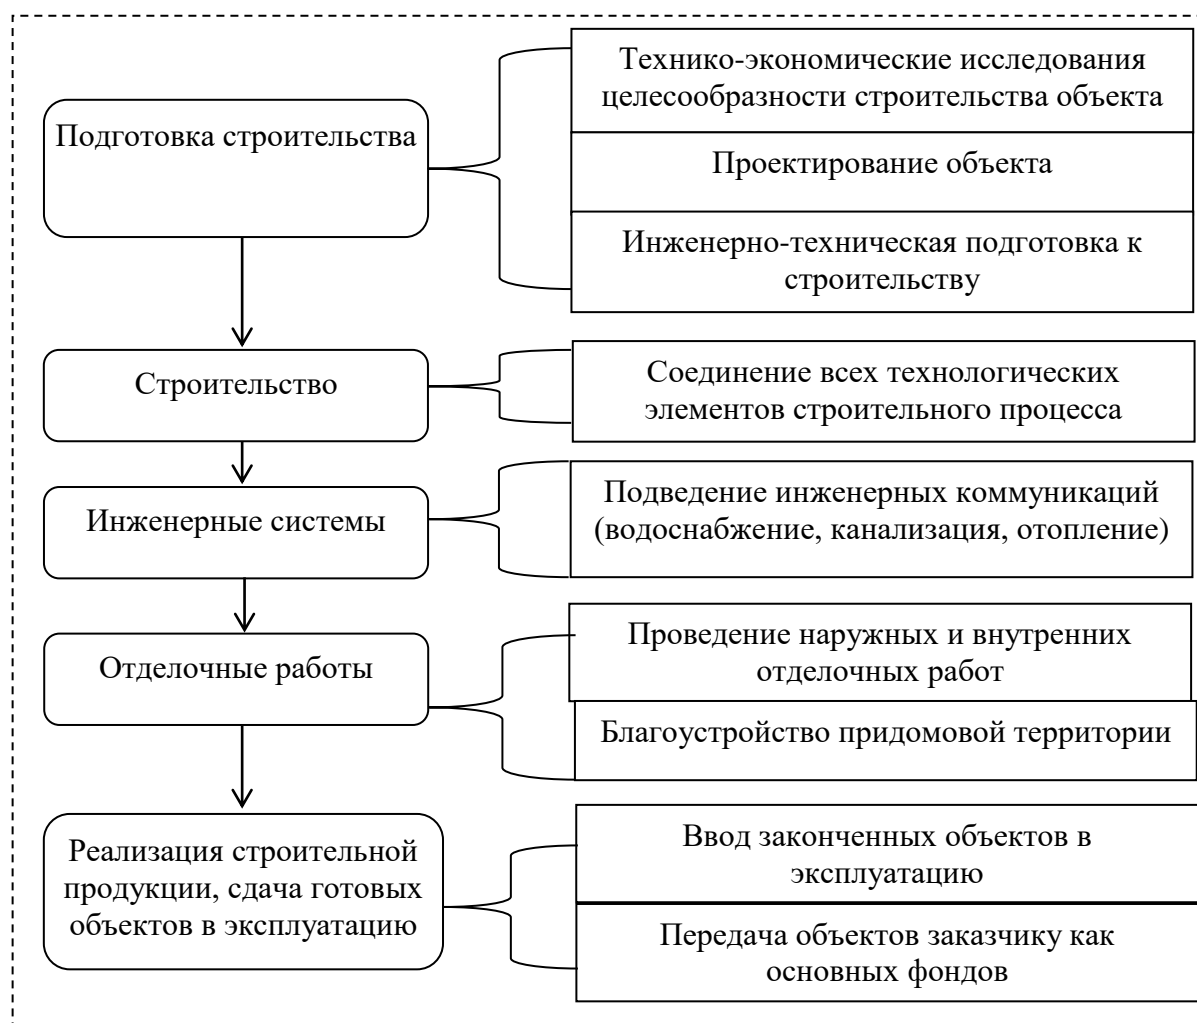 Подготовка строительства
Технико-экономические исследования
целесообразности строительства объекта
Проектирование объекта
Инженерно-техническая подготовка к
строительству
Строительство
Соединение всех технологических
элементов строительного процесса
Инженерные системы
Подведение инженерных коммуникаций
(водоснабжение, канализация, отопление)
Отделочные работы
Проведение наружных и внутренних
отделочных работ
Благоустройство придомовой территории
Реализация строительной
продукции, сдача готовых
объектов в эксплуатацию
Ввод законченных объектов в
эксплуатацию
Передача объектов заказчику как
основных фондов